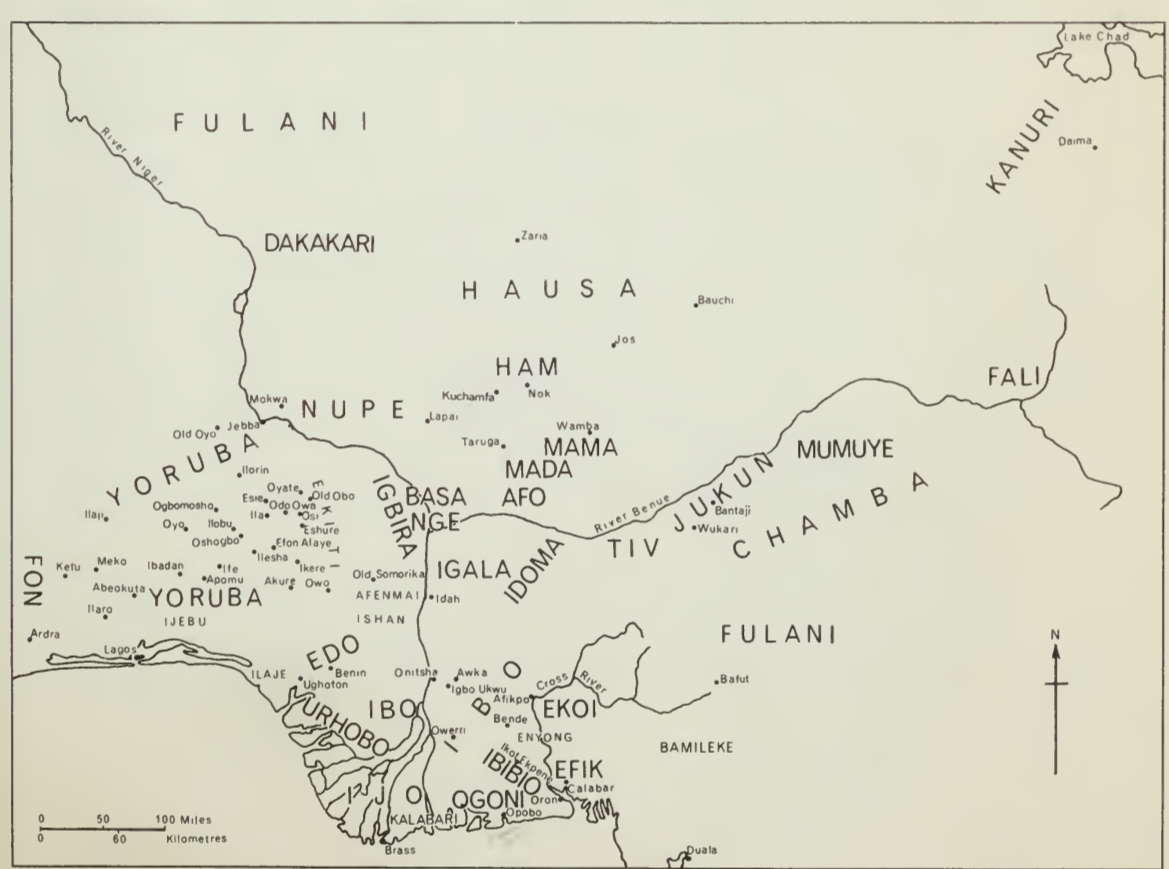 Lake Chad
FULANI
River Niger
KANURI
Daima
DAKAKARI
Zaria
HAUSA
Bauchi
Jos
HAM
FALI
Kuchamfa
Nok
Mokwa
NUPE
Lapai
Jebba
Old Oyo
Wamba
Taruga
MAMA
MUMUYE
YORUBA
MADA
Ilorin
JUKUN
Oyate
EKITI
Old Obo
IGBIRA
BASA
NGE
AFO
CHAMBA
Esie
Odo Owa
Ogbomosho
Ila
Osi
Ilaji
Oyo
Ilobu
Eshure
River Benue
Bantaji
Wukari
Oshogbo
Efon Alaye
TIV
Ilesha
IDOMA
FON
Ketu
Meko
Ibadan
Ife
Ikere
Old Somorika
IGALA
Apomu
Akure
Owo
Abeokuta
YORUBA
AFENMAI
Idah
Ilaro
IJEBU
ISHAN
Ardra
FULANI
N
Lagos
EDO
ILAJE
Benin
Onitsha
Awka
IBO
Cross River
Bafut
Ughoton
Igbo Ukwu
Afikpo
URHOBO
IBO
EKOI
Bende
Owerri
ENYONG
BAMILEKE
Ikot Ekpene
IBIBIO
EFIK
IJO
Calabar
OGONI
Oron
KALABARI
Opobo
0 60 100 Miles
0 60 Kilometres
Brass
Duala